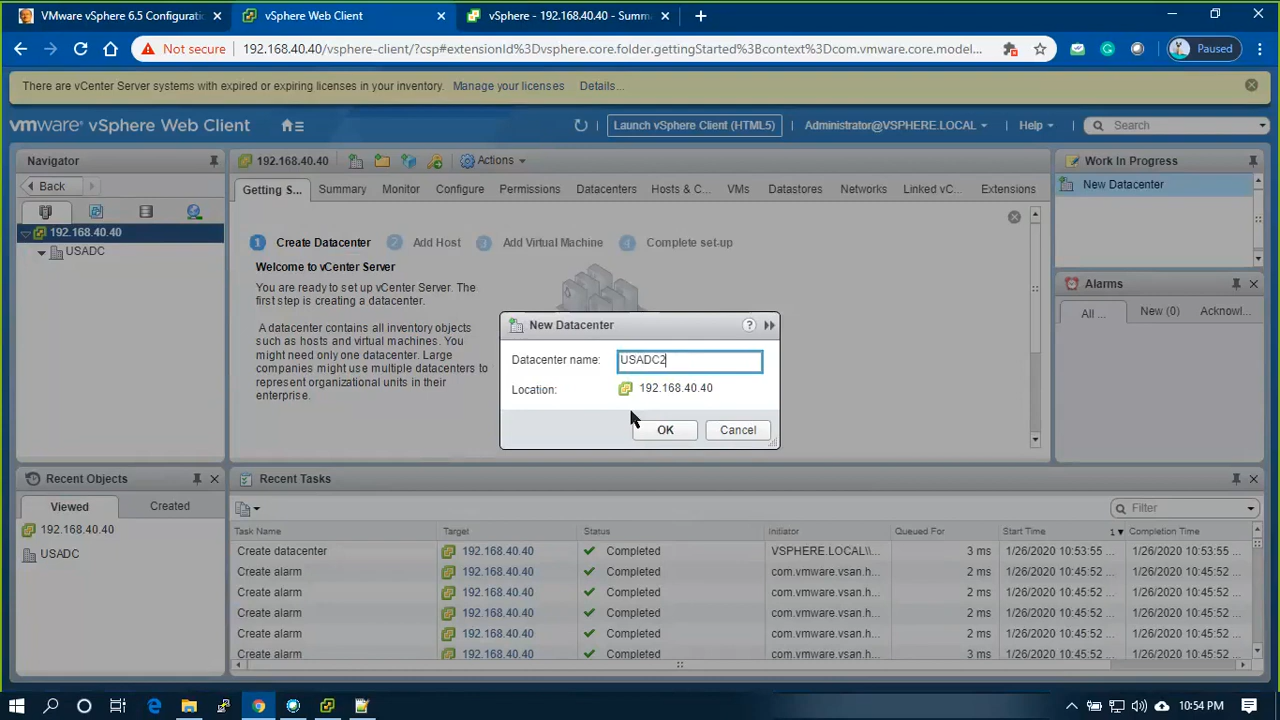 VMware vSphere 6.5 Configuratio
vSphere Web Client
vSphere - 192.168.40.40 - Summa
Not secure
192.168.40.40/vsphere-client/?csp#extensionId%3Dvsphere.core.folder.gettingStarted%3Bcontext%3Dcom.vmware.core.model...
Paused
There are vCenter Server systems with expired or expiring licenses in your inventory.
Manage your licenses
Details...
vmware vSphere Web Client
Launch vSphere Client (HTML5)
Administrator@VSPHERE.LOCAL
Help
Search
Navigator
Back
192.168.40.40
USADC
192.168.40.40
Actions
Getting S...
Summary
Monitor
Configure
Permissions
Datacenters
Hosts & C...
VMs
Datastores
Networks
Linked vC...
Extensions
1 Create Datacenter
2 Add Host
3 Add Virtual Machine
4 Complete set-up
Welcome to vCenter Server
You are ready to set up vCenter Server. The
first step is creating a datacenter.
A datacenter contains all inventory objects
such as hosts and virtual machines. You
might need only one datacenter. Large
companies might use multiple datacenters to
represent organizational units in their
enterprise.
New Datacenter
?
Datacenter name:
USADC2
Location:
192.168.40.40
OK
Cancel
Work In Progress
New Datacenter
Alarms
All ...
New (0)
Acknowl...
Recent Objects
Viewed
Created
192.168.40.40
USADC
Recent Tasks
Filter
Task Name Target Status Initiator Queued For Start Time 1 Completion Time
Create datacenter 192.168.40.40 Completed VSPHERE.LOCAL\\... 3 ms 1/26/2020 10:53:55 ... 1/26/2020 10:53:55 ...
Create alarm 192.168.40.40 Completed com.vmware.vsan.h... 2 ms 1/26/2020 10:45:52 ... 1/26/2020 10:45:52 ...
Create alarm 192.168.40.40 Completed com.vmware.vsan.h... 2 ms 1/26/2020 10:45:52 ... 1/26/2020 10:45:52 ...
Create alarm 192.168.40.40 Completed com.vmware.vsan.h... 2 ms 1/26/2020 10:45:52 ... 1/26/2020 10:45:52 ...
Create alarm 192.168.40.40 Completed com.vmware.vsan.h... 2 ms 1/26/2020 10:45:52 ... 1/26/2020 10:45:52 ...
Create alarm 192.168.40.40 Completed com.vmware.vsan.h... 3 ms 1/26/2020 10:45:52 ... 1/26/2020 10:45:52 ...
10:54 PM